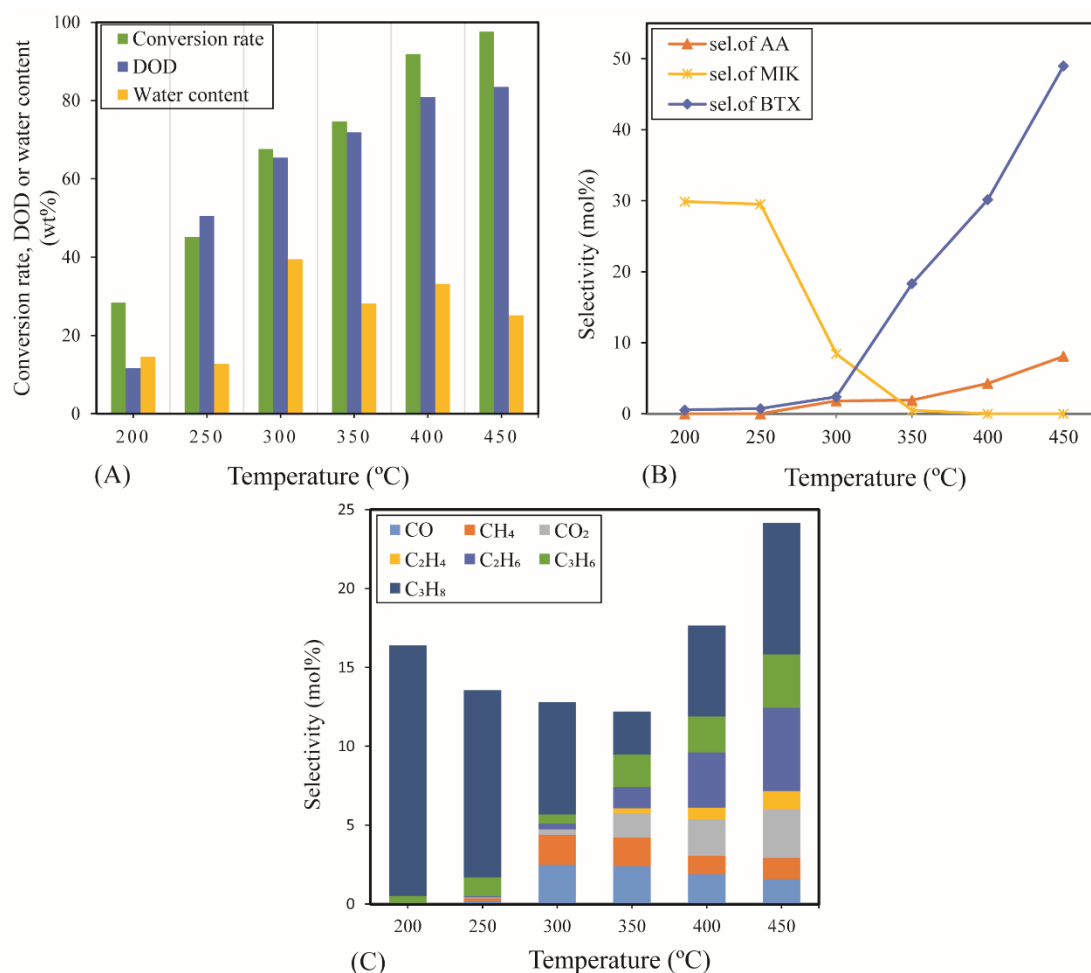 Conversion rate, DOD or water content
(wt%)
100
80
60
40
20
0
Conversion rate
DOD
Water content
200 250 300 350 400 450
(A)
Temperature (ºC)
Selectivity (mol%)
50
40
30
20
10
0
sel.of AA
sel.of MIK
sel.of BTX
200 250 300 350 400 450
(B)
Temperature (ºC)
Selectivity (mol%)
25
20
15
10
5
0
CO CH₄ CO₂
C₂H₄ C₂H₆ C₃H₆
C₃H₈
200 250 300 350 400 450
(C)
Temperature (ºC)